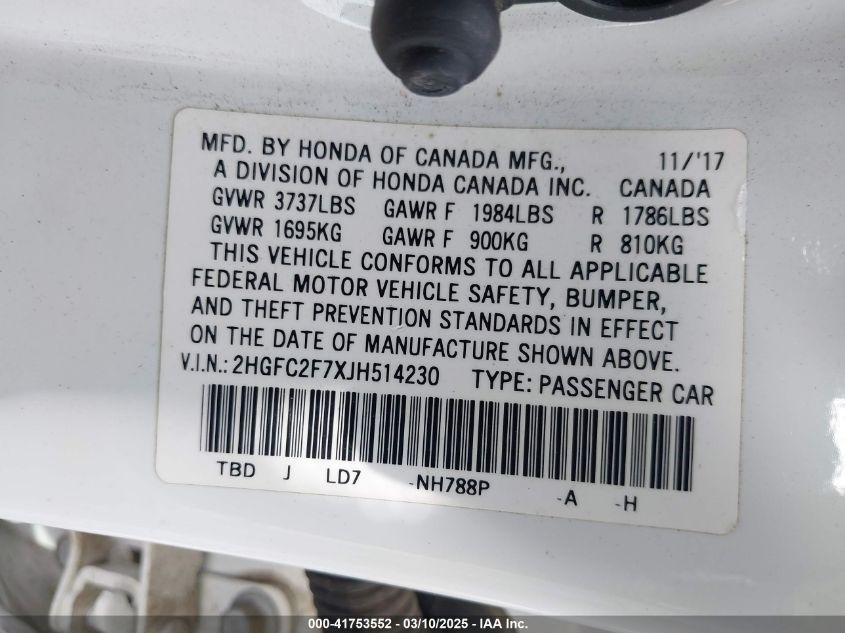 MFD. BY HONDA OF CANADA MFG., 11/'17
A DIVISION OF HONDA CANADA INC. CANADA
GVWR 3737LBS GAWR F 1984LBS R 1786LBS
GVWR 1695KG GAWR F 900KG R 810KG
THIS VEHICLE CONFORMS TO ALL APPLICABLE
FEDERAL MOTOR VEHICLE SAFETY, BUMPER,
AND THEFT PREVENTION STANDARDS IN EFFECT
ON THE DATE OF MANUFACTURE SHOWN ABOVE.
V.I.N.: 2HGFC2F7XJH514230 TYPE: PASSENGER CAR
TBD J LD7 -NH788P -A -H
000-41753552 — 03/10/2025 — IAA Inc.